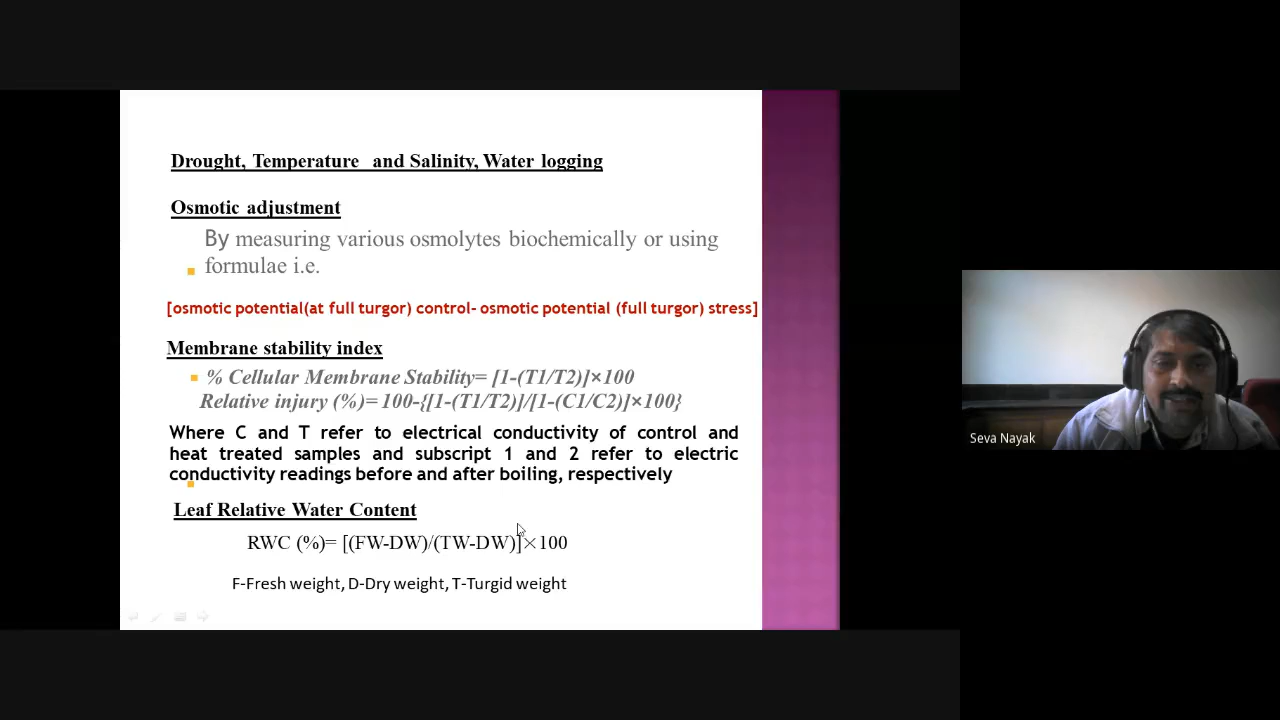 Drought, Temperature and Salinity, Water logging
Osmotic adjustment
By measuring various osmolytes biochemically or using
formulae i.e.
[osmotic potential(at full turgor) control- osmotic potential (full turgor) stress]
Membrane stability index
% Cellular Membrane Stability= [1-(T1/T2)]×100
Relative injury (%)= 100-{[1-(T1/T2)]/[1-(C1/C2)]×100}
Where C and T refer to electrical conductivity of control and
heat treated samples and subscript 1 and 2 refer to electric
conductivity readings before and after boiling, respectively
Leaf Relative Water Content
RWC (%)= [(FW-DW)/(TW-DW)]×100
F-Fresh weight, D-Dry weight, T-Turgid weight
Seva Nayak